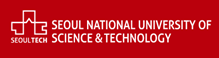 SEOULTECH
SEOUL NATIONAL UNIVERSITY OF
SCIENCE & TECHNOLOGY